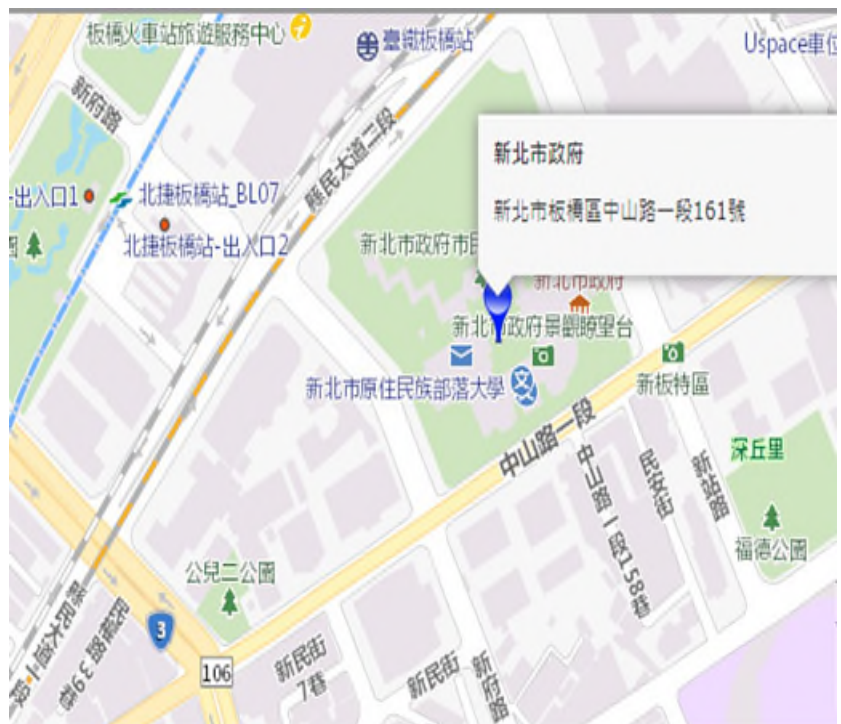 板橋火車站旅遊服務中心
臺鐵板橋站
Uspace車位
新府路
縣民大道二段
新北市政府
新北市板橋區中山路一段161號
-出入口1
北捷板橋站_BL07
北捷板橋站-出入口2
園
新北市政府市民
新北市政府
新北市政府景觀瞭望台
新北市原住民族部落大學
新板特區
中山路一段
中山路一段158巷
民安街
新站路
深丘里
福德公園
公兒二公園
縣民大道二段
民權路39巷
3
106
新民街
7巷
新民街
新府路